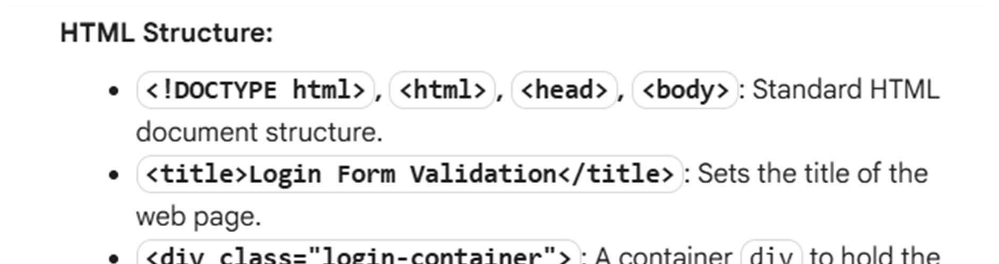 HTML Structure:
• <!DOCTYPE html>, <html>, <head>, <body>: Standard HTML
document structure.
• <title>Login Form Validation</title>: Sets the title of the
web page.
• <div class="login-container">: A container div to hold the